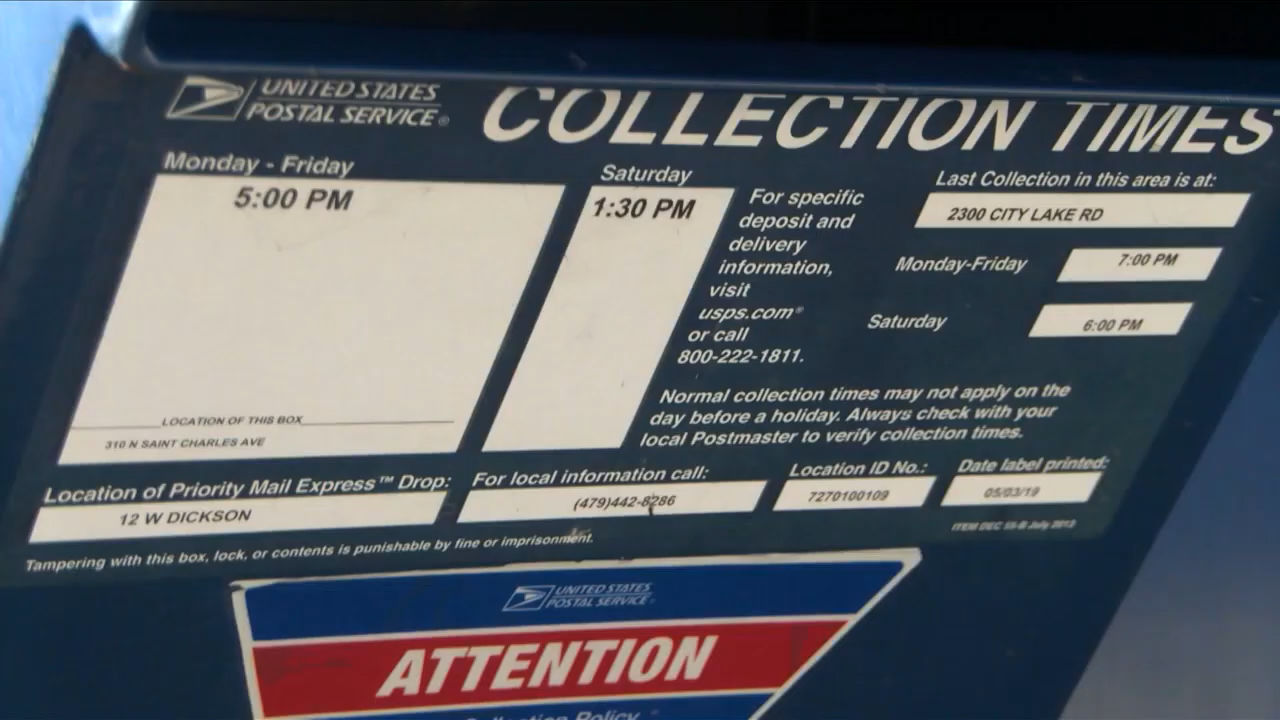 UNITED STATES
POSTAL SERVICE®
COLLECTION TIMES
Monday - Friday
5:00 PM
LOCATION OF THIS BOX
310 N SAINT CHARLES AVE
Saturday
1:30 PM
For specific
deposit and
delivery
information,
visit
usps.com®
or call
800-222-1811.
Last Collection in this area is at:
2300 CITY LAKE RD
Monday-Friday
7:00 PM
Saturday
6:00 PM
Normal collection times may not apply on the
day before a holiday. Always check with your
local Postmaster to verify collection times.
Location of Priority Mail Express™ Drop:
12 W DICKSON
For local information call:
(479)442-8286
Location ID No.:
7270100109
Date label printed:
05/03/19
Tampering with this box, lock, or contents is punishable by fine or imprisonment.
UNITED STATES
POSTAL SERVICE®
ATTENTION
Collection Policy